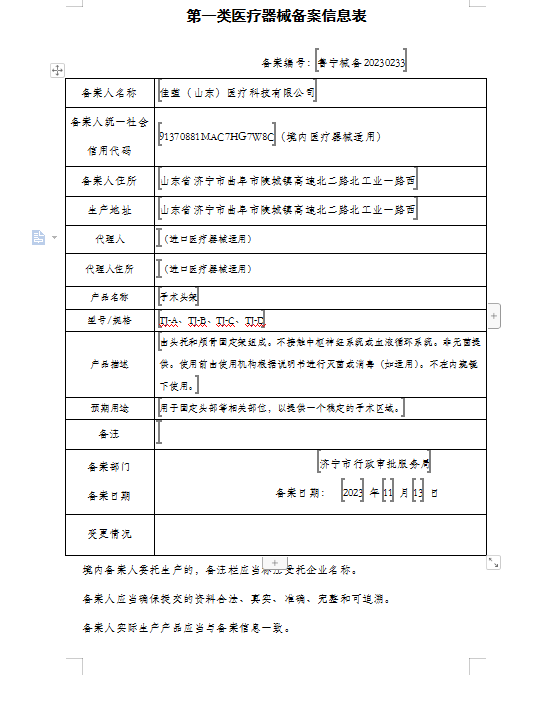 第一类医疗器械备案信息表
备案编号：鲁宁械备20230233
备案人名称 佳莹（山东）医疗科技有限公司
备案人统一社会
信用代码 91370881MAC7HG7W8C（境内医疗器械适用）
备案人住所 山东省济宁市曲阜市陵城镇高速北二路北工业一路西
生产地址 山东省济宁市曲阜市陵城镇高速北二路北工业一路西
代理人 （进口医疗器械适用）
代理人住所 （进口医疗器械适用）
产品名称 手术头架
型号/规格 TJ-A、TJ-B、TJ-C、TJ-D
产品描述 由头托和颅骨固定架组成。不接触中枢神经系统或血液循环系统。非无菌提
供。使用前由使用机构根据说明书进行灭菌或消毒（如适用）。不在内窥镜
下使用。
预期用途 用于固定头部等相关部位，以提供一个稳定的手术区域。
备注
备案部门 济宁市行政审批服务局
备案日期 备案日期： 2023 年 11 月 13 日
变更情况
境内备案人委托生产的，备注栏应当标注受托企业名称。
备案人应当确保提交的资料合法、真实、准确、完整和可追溯。
备案人实际生产产品应当与备案信息一致。